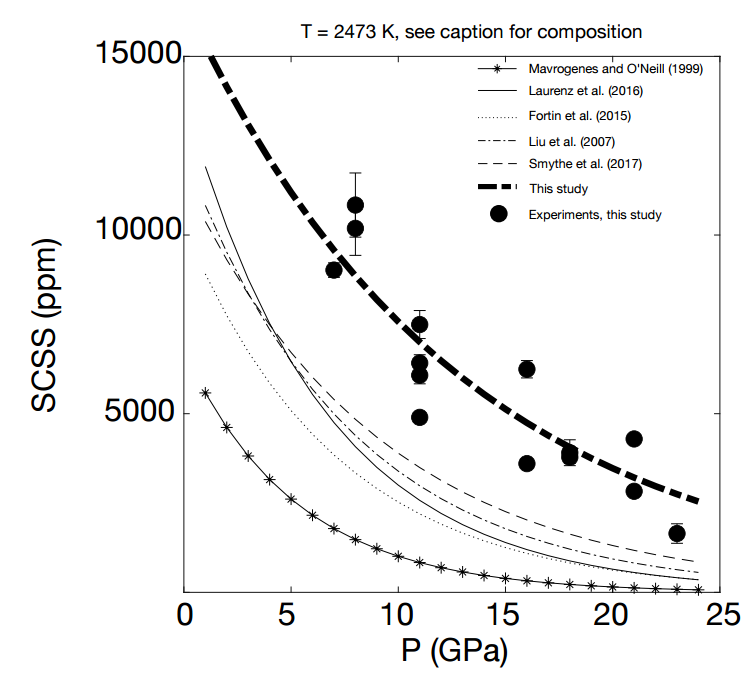 T = 2473 K, see caption for composition
15000
10000
5000
SCSS (ppm)
Mavrogenes and O'Neill (1999)
Laurenz et al. (2016)
Fortin et al. (2015)
Liu et al. (2007)
Smythe et al. (2017)
This study
Experiments, this study
0 5 10 15 20 25
P (GPa)